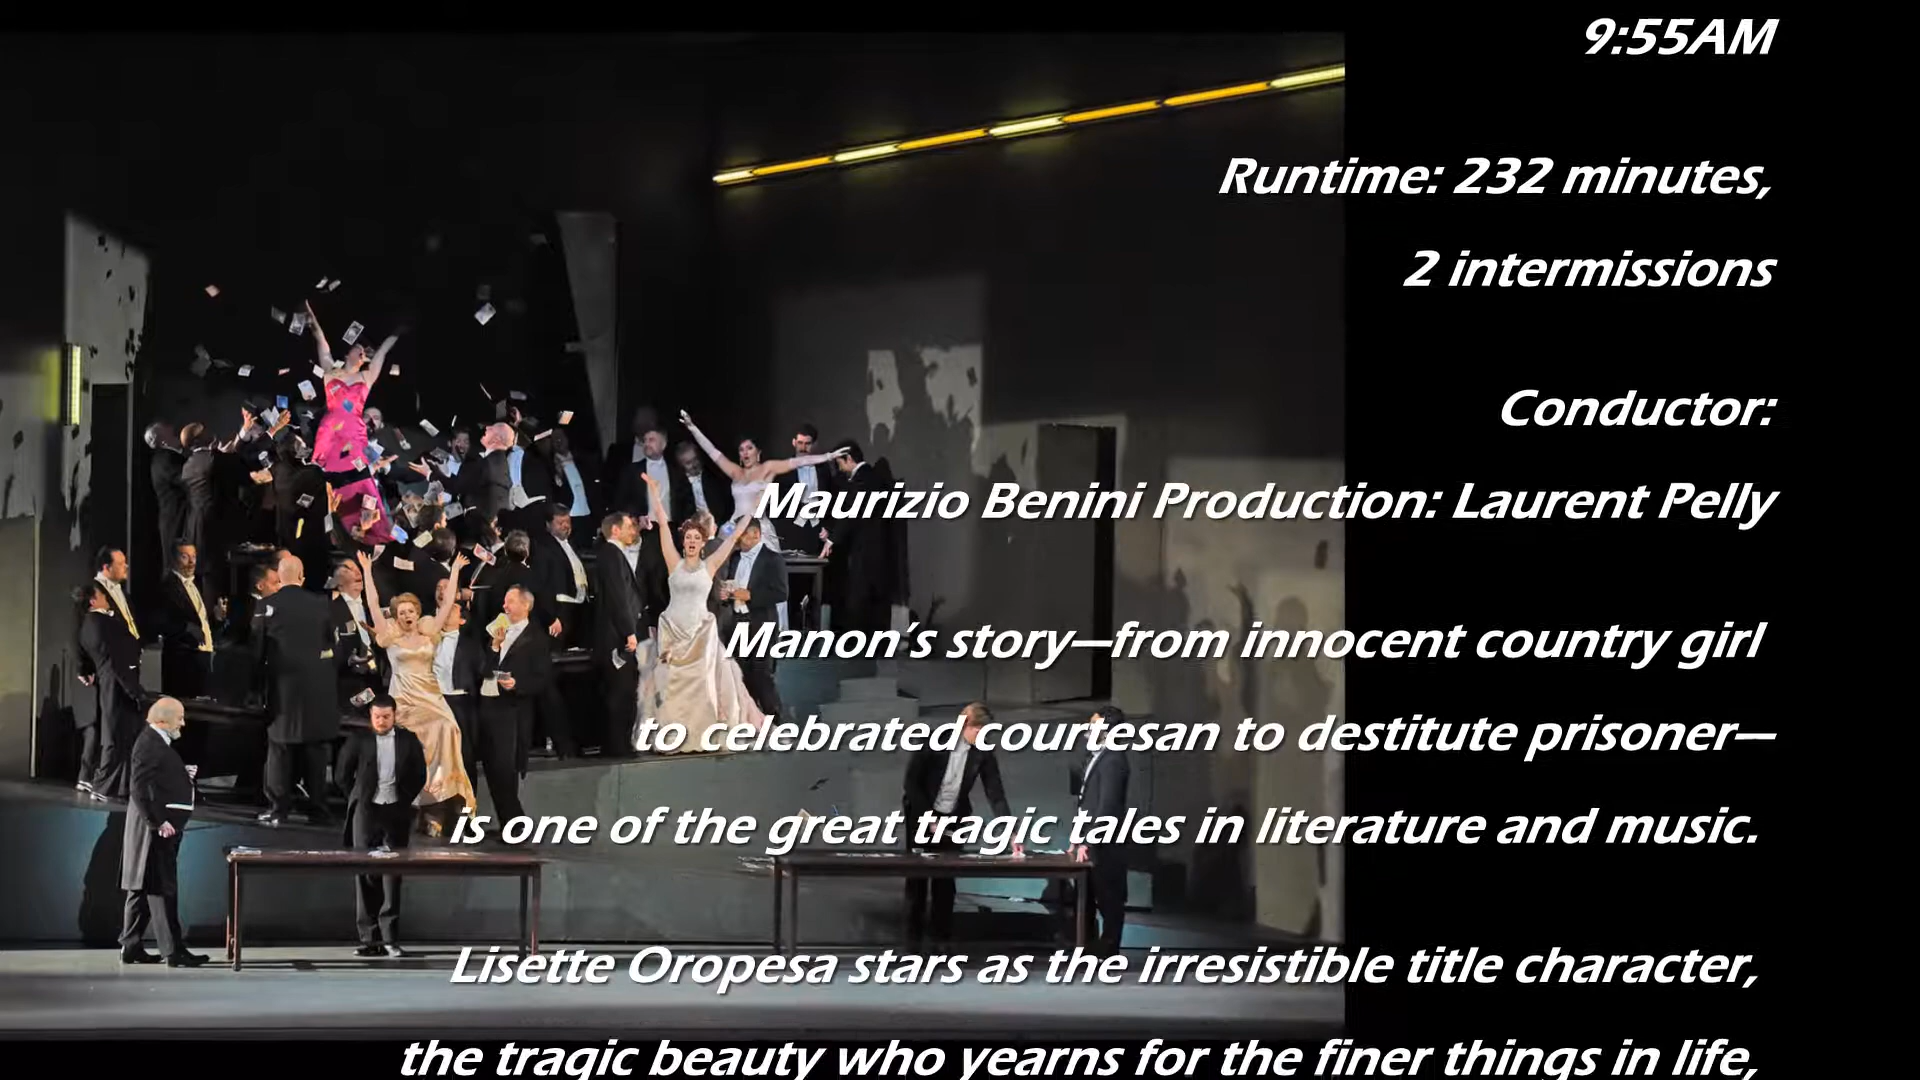 9:55AM
Runtime: 232 minutes,
2 intermissions
Conductor:
Maurizio Benini Production: Laurent Pelly
Manon's story—from innocent country girl
to celebrated courtesan to destitute prisoner—
is one of the great tragic tales in literature and music.
Lisette Oropesa stars as the irresistible title character,
the tragic beauty who yearns for the finer things in life,